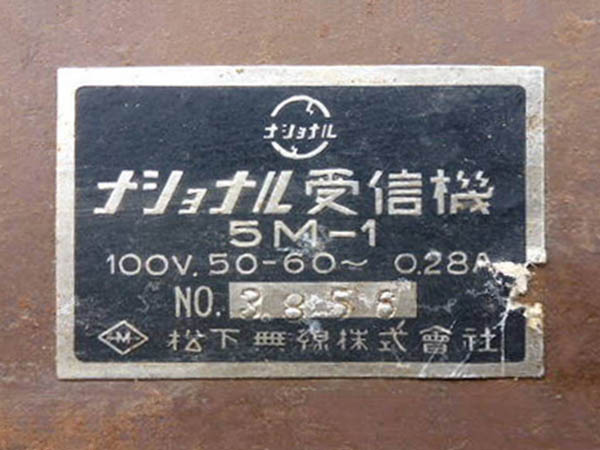 ナショナル
ナショナル受信機
5M-1
100V. 50-60～ 0.28A
NO. 3858
M 松下無線株式會社